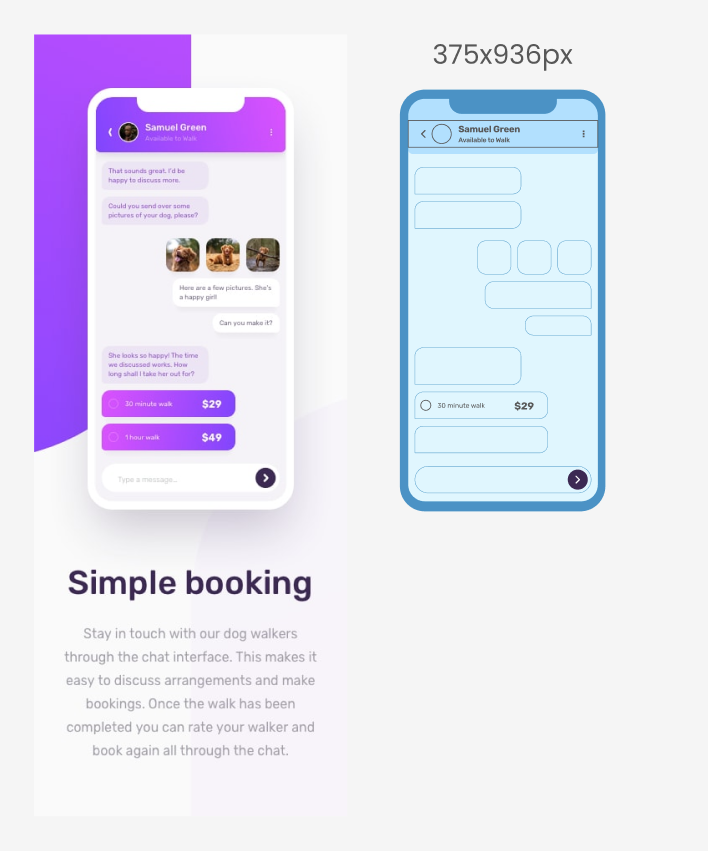 375x936px
Samuel Green
Available to Walk
That sounds great. I'd be
happy to discuss more.
Could you send over some
pictures of your dog, please?
Here are a few pictures. She's
a happy girl!
Can you make it?
She looks so happy! The time
we discussed works. How
long shall I take her out for?
30 minute walk
$29
1 hour walk
$49
Type a message...
Samuel Green
Available to Walk
30 minute walk
$29
Simple booking
Stay in touch with our dog walkers
through the chat interface. This makes it
easy to discuss arrangements and make
bookings. Once the walk has been
completed you can rate your walker and
book again all through the chat.